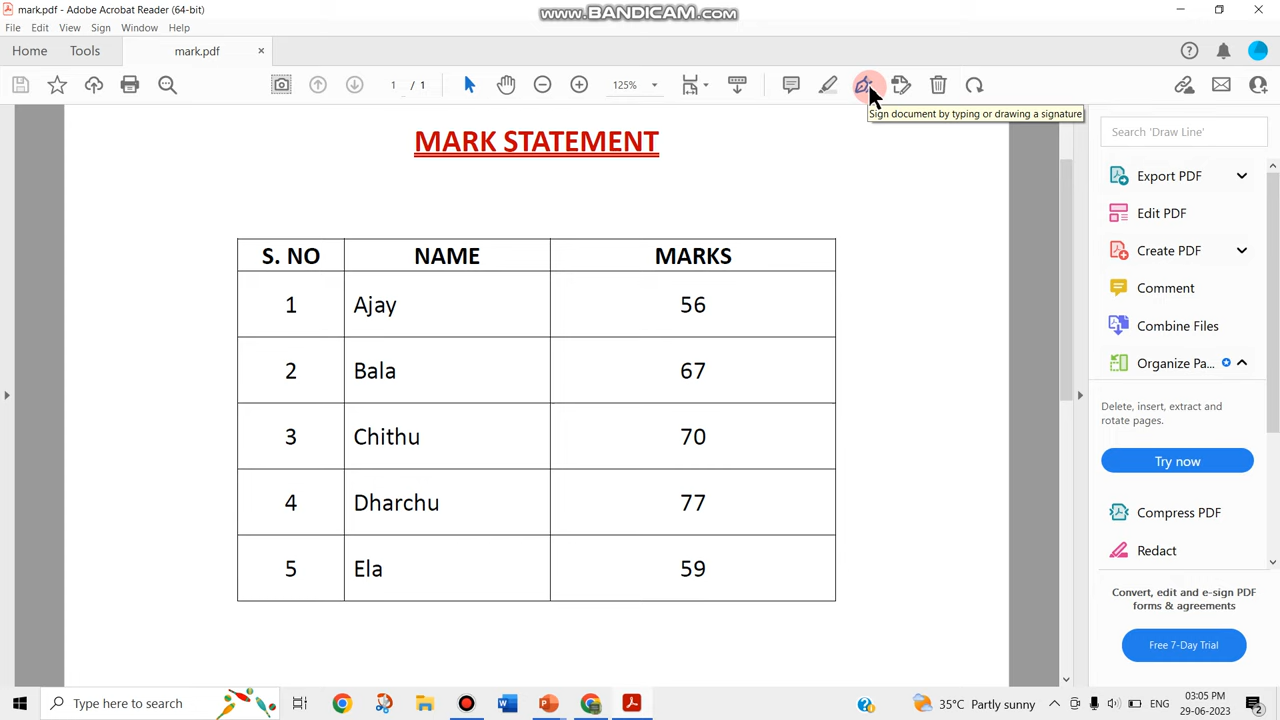 mark.pdf - Adobe Acrobat Reader (64-bit)
www.BANDICAM.com
File Edit View Sign Window Help
Home Tools mark.pdf ×
1 / 1 125%
Sign document by typing or drawing a signature
MARK STATEMENT
S. NO NAME MARKS
1 Ajay 56
2 Bala 67
3 Chithu 70
4 Dharchu 77
5 Ela 59
Search 'Draw Line'
Export PDF
Edit PDF
Create PDF
Comment
Combine Files
Organize Pa...
Delete, insert, extract and
rotate pages.
Try now
Compress PDF
Redact
Convert, edit and e-sign PDF
forms & agreements
Free 7-Day Trial
Type here to search
35°C Partly sunny
ENG
03:05 PM
29-06-2023
2